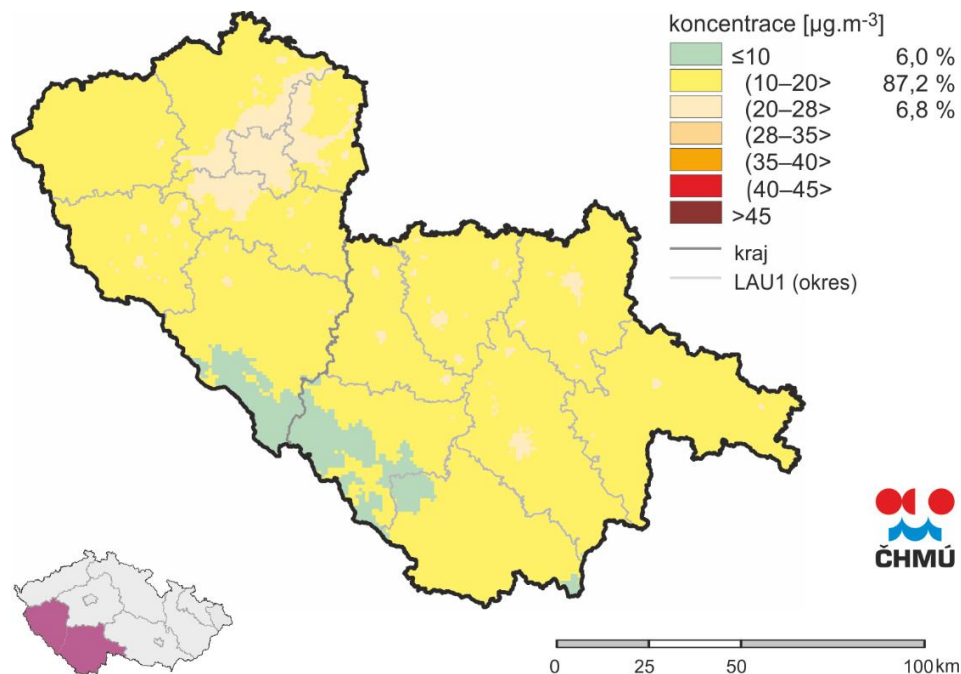 koncentrace [µg.m-3]
≤10 6,0 %
(10–20> 87,2 %
(20–28> 6,8 %
(28–35>
(35–40>
(40–45>
>45
kraj
LAU1 (okres)
ČHMÚ
0 25 50 100 km